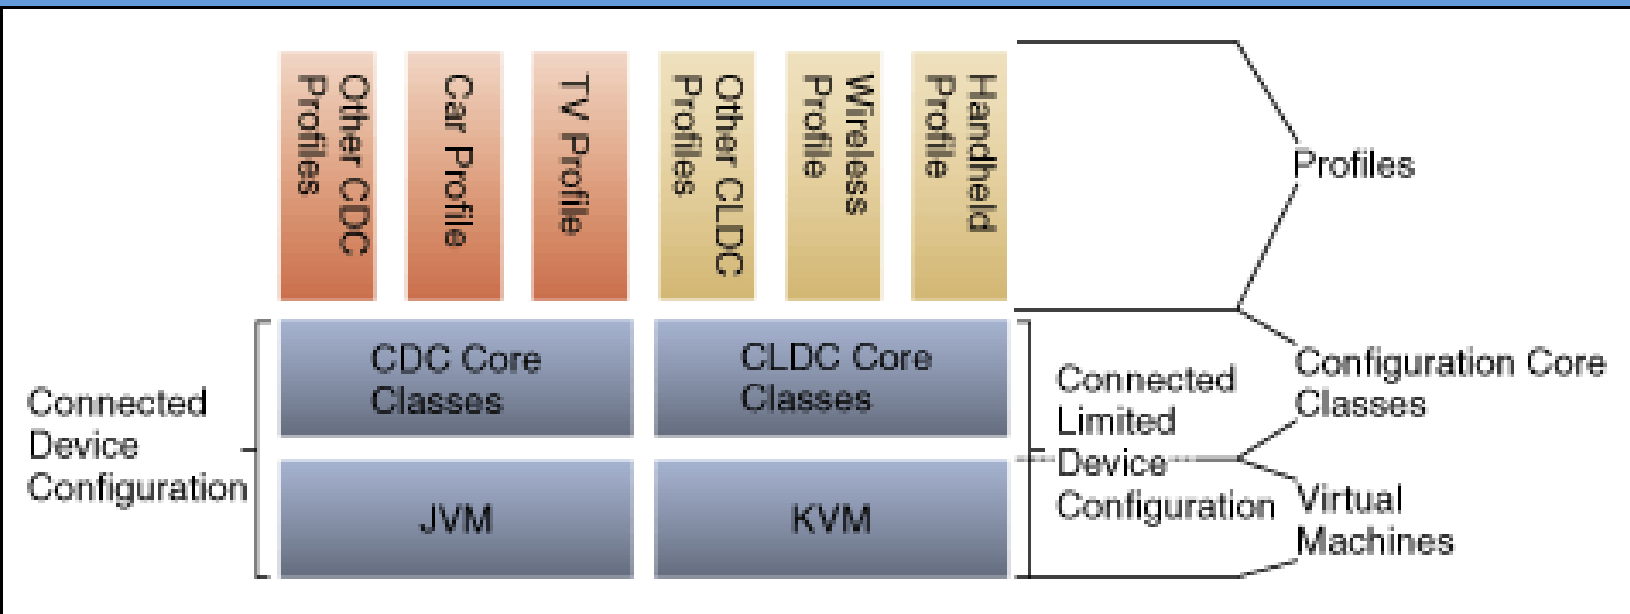 Other CDC
Profiles
Car Profile
TV Profile
Other CLDC
Profiles
Wireless
Profile
Handheld
Profile
Profiles
CDC Core
Classes
CLDC Core
Classes
Configuration Core
Classes
Connected
Device
Configuration
Connected
Limited
Device
Configuration
JVM
KVM
Virtual
Machines